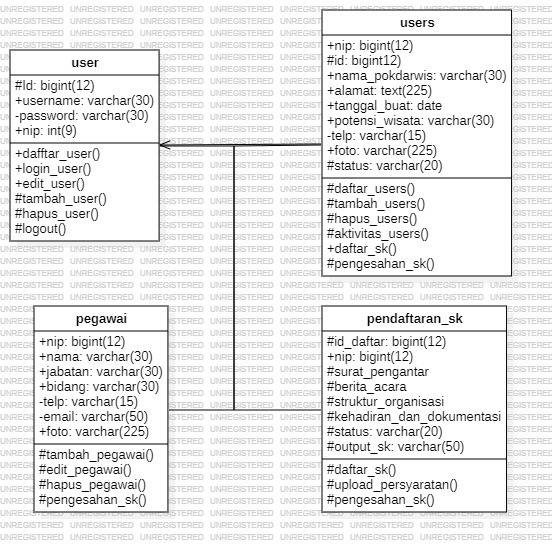 user
#Id: bigint(12)
+username: varchar(30)
-password: varchar(30)
+nip: int(9)
+dafftar_user()
+login_user()
+edit_user()
#tambah_user()
#hapus_user()
#logout()
users
+nip: bigint(12)
#id: bigint12)
+nama_pokdarwis: varchar(30)
+alamat: text(225)
+tanggal_buat: date
+potensi_wisata: varchar(30)
-telp: varchar(15)
+foto: varchar(225)
#status: varchar(20)
#daftar_users()
#tambah_users()
#hapus_users()
#aktivitas_users()
+daftar_sk()
#pengesahan_sk()
pegawai
+nip: bigint(12)
+nama: varchar(30)
+jabatan: varchar(30)
+bidang: varchar(30)
-telp: varchar(15)
-email: varchar(50)
+foto: varchar(225)
#tambah_pegawai()
#edit_pegawai()
#hapus_pegawai()
#pengesahan_sk()
pendaftaran_sk
#id_daftar: bigint(12)
+nip: bigint(12)
#surat_pengantar
#berita_acara
#struktur_organisasi
#kehadiran_dan_dokumentasi
#status: varchar(20)
#output_sk: varchar(50)
#daftar_sk()
#upload_persyaratan()
#pengesahan_sk()
UNREGISTERED